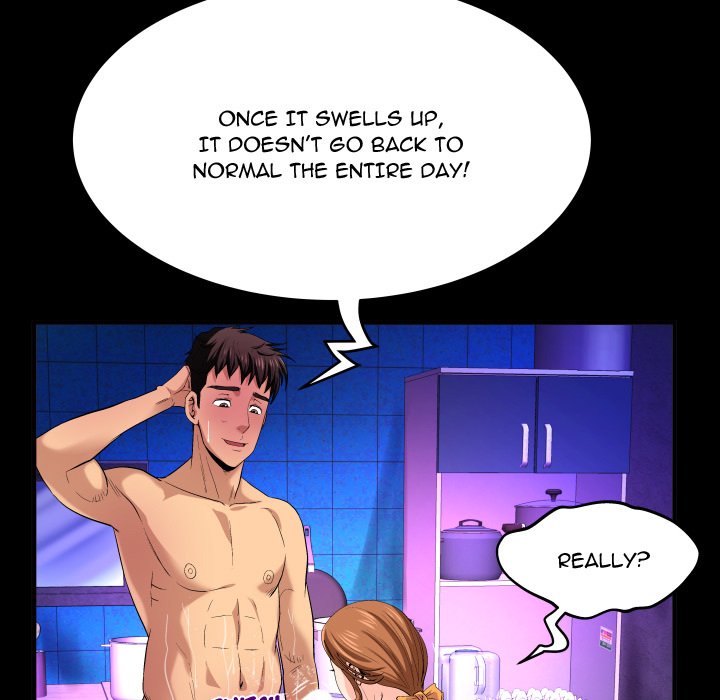 ONCE IT SWELLS UP,
IT DOESN'T GO BACK TO
NORMAL THE ENTIRE DAY!
REALLY?